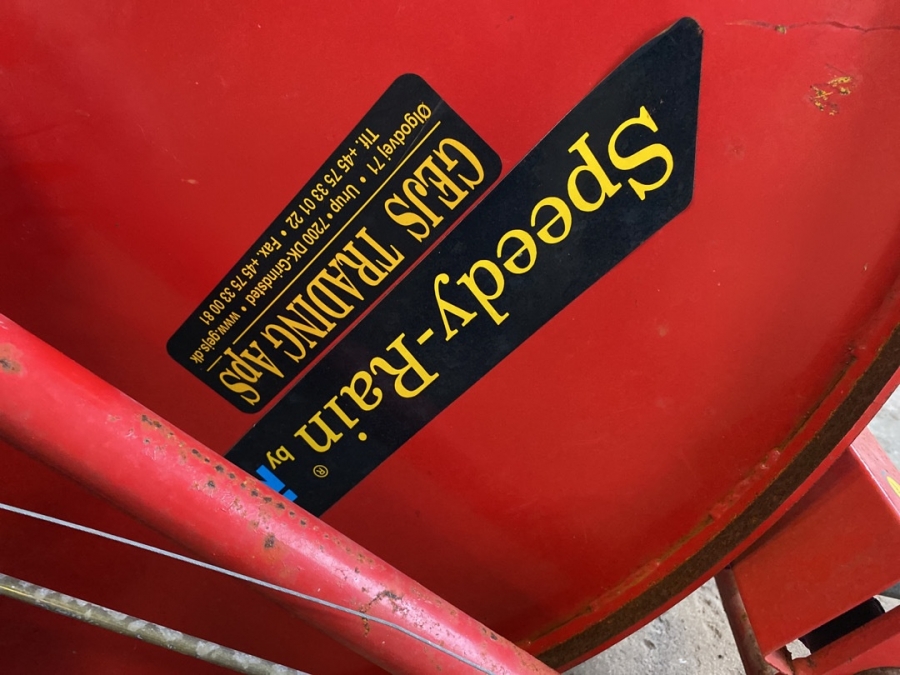 Speedy-Rain ®
by
GEJS TRADING ApS
Ølgodvej 71 • Urup • 7200 DK-Grindsted • www.gejs.dk
Tlf. +45 75 33 01 22 • Fax. +45 75 33 00 81